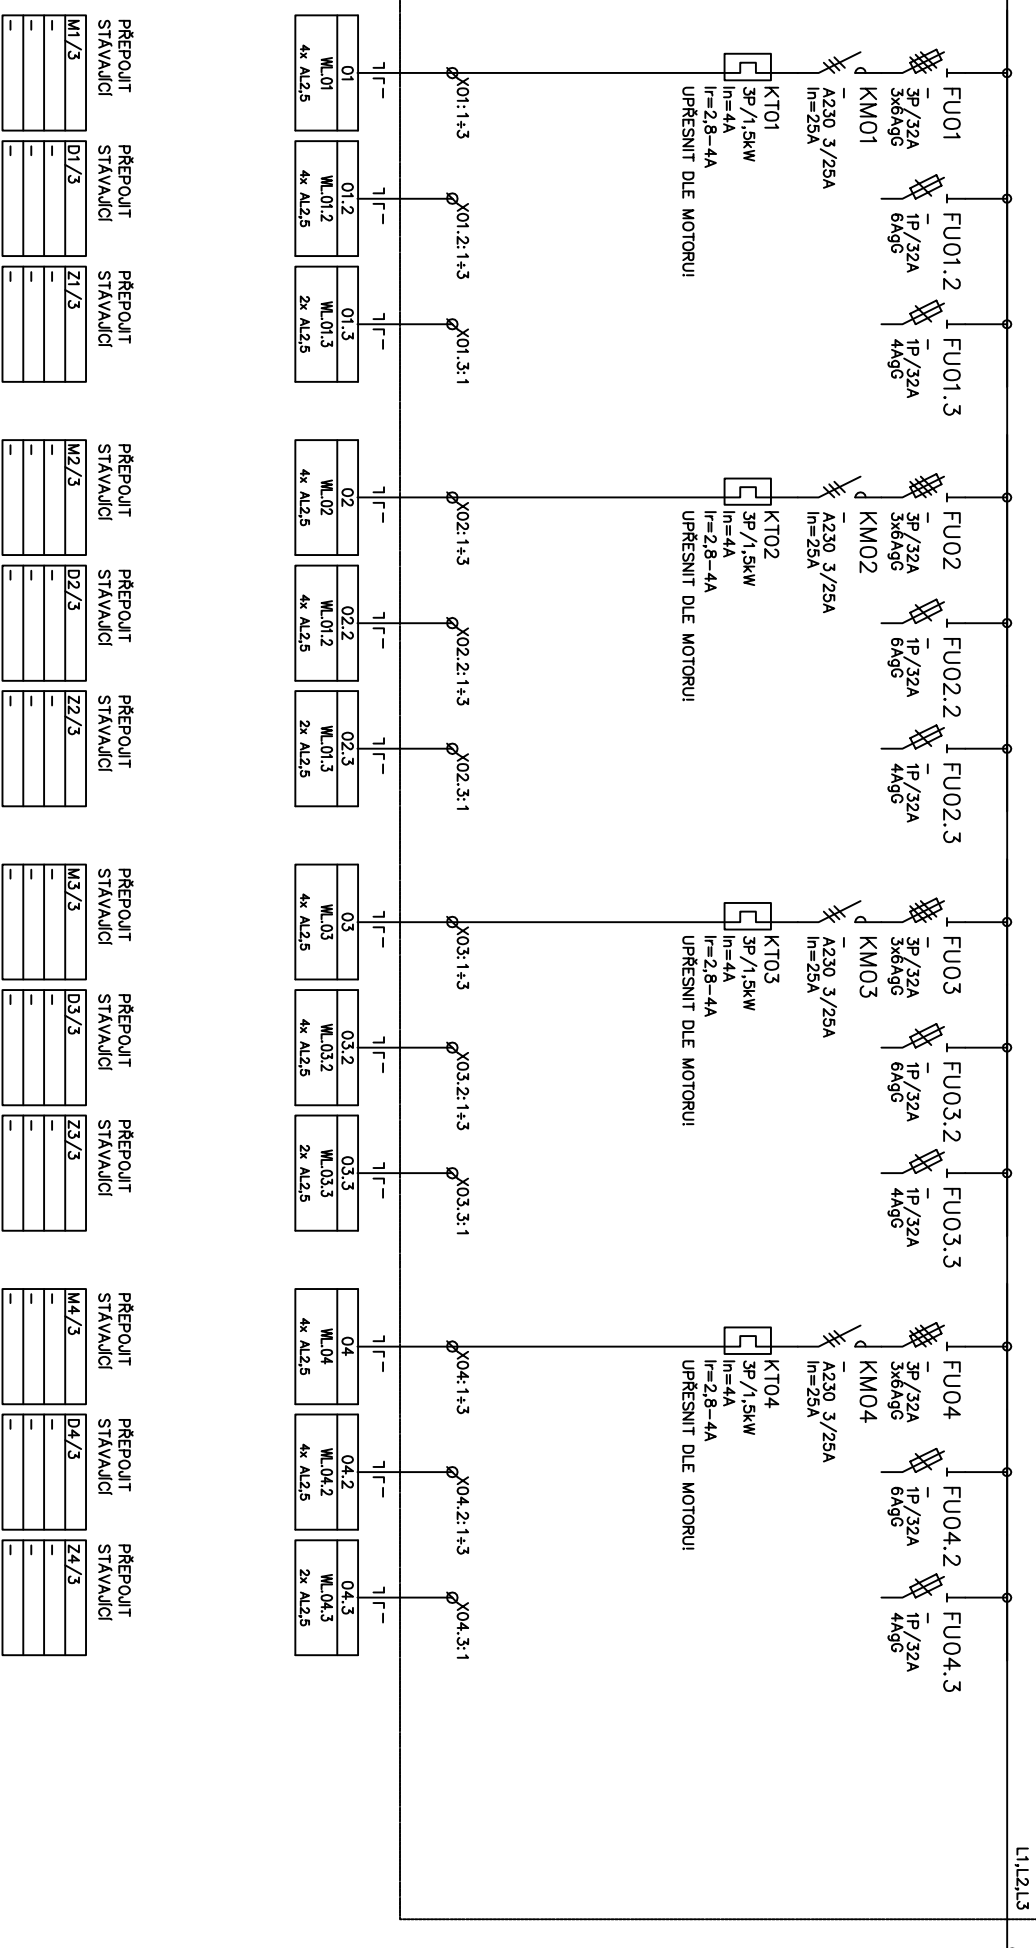 L1,L2,L3
FU01
3P/32A
3x6AgG
KM01
A230 3/25A
In=25A
KT01
3P/1,5kW
In=4A
Ir=2,8-4A
UPŘESNIT DLE MOTORU!
X01:1÷3
01
WL.01
4x AL2,5
PŘEPOJIT
STÁVAJÍCÍ
M1/3
-
-
-
FU01.2
1P/32A
6AgG
X01.2:1÷3
01.2
WL.01.2
4x AL2,5
PŘEPOJIT
STÁVAJÍCÍ
D1/3
-
-
-
FU01.3
1P/32A
4AgG
X01.3:1
01.3
WL.01.3
2x AL2,5
PŘEPOJIT
STÁVAJÍCÍ
Z1/3
-
-
-
FU02
3P/32A
3x6AgG
KM02
A230 3/25A
In=25A
KT02
3P/1,5kW
In=4A
Ir=2,8-4A
UPŘESNIT DLE MOTORU!
X02:1÷3
02
WL.02
4x AL2,5
PŘEPOJIT
STÁVAJÍCÍ
M2/3
-
-
-
FU02.2
1P/32A
6AgG
X02.2:1÷3
02.2
WL.01.2
4x AL2,5
PŘEPOJIT
STÁVAJÍCÍ
D2/3
-
-
-
FU02.3
1P/32A
4AgG
X02.3:1
02.3
WL.01.3
2x AL2,5
PŘEPOJIT
STÁVAJÍCÍ
Z2/3
-
-
-
FU03
3P/32A
3x6AgG
KM03
A230 3/25A
In=25A
KT03
3P/1,5kW
In=4A
Ir=2,8-4A
UPŘESNIT DLE MOTORU!
X03:1÷3
03
WL.03
4x AL2,5
PŘEPOJIT
STÁVAJÍCÍ
M3/3
-
-
-
FU03.2
1P/32A
6AgG
X03.2:1÷3
03.2
WL.03.2
4x AL2,5
PŘEPOJIT
STÁVAJÍCÍ
D3/3
-
-
-
FU03.3
1P/32A
4AgG
X03.3:1
03.3
WL.03.3
2x AL2,5
PŘEPOJIT
STÁVAJÍCÍ
Z3/3
-
-
-
FU04
3P/32A
3x6AgG
KM04
A230 3/25A
In=25A
KT04
3P/1,5kW
In=4A
Ir=2,8-4A
UPŘESNIT DLE MOTORU!
X04:1÷3
04
WL.04
4x AL2,5
PŘEPOJIT
STÁVAJÍCÍ
M4/3
-
-
-
FU04.2
1P/32A
6AgG
X04.2:1÷3
04.2
WL.04.2
4x AL2,5
PŘEPOJIT
STÁVAJÍCÍ
D4/3
-
-
-
FU04.3
1P/32A
4AgG
X04.3:1
04.3
WL.04.3
2x AL2,5
PŘEPOJIT
STÁVAJÍCÍ
Z4/3
-
-
-